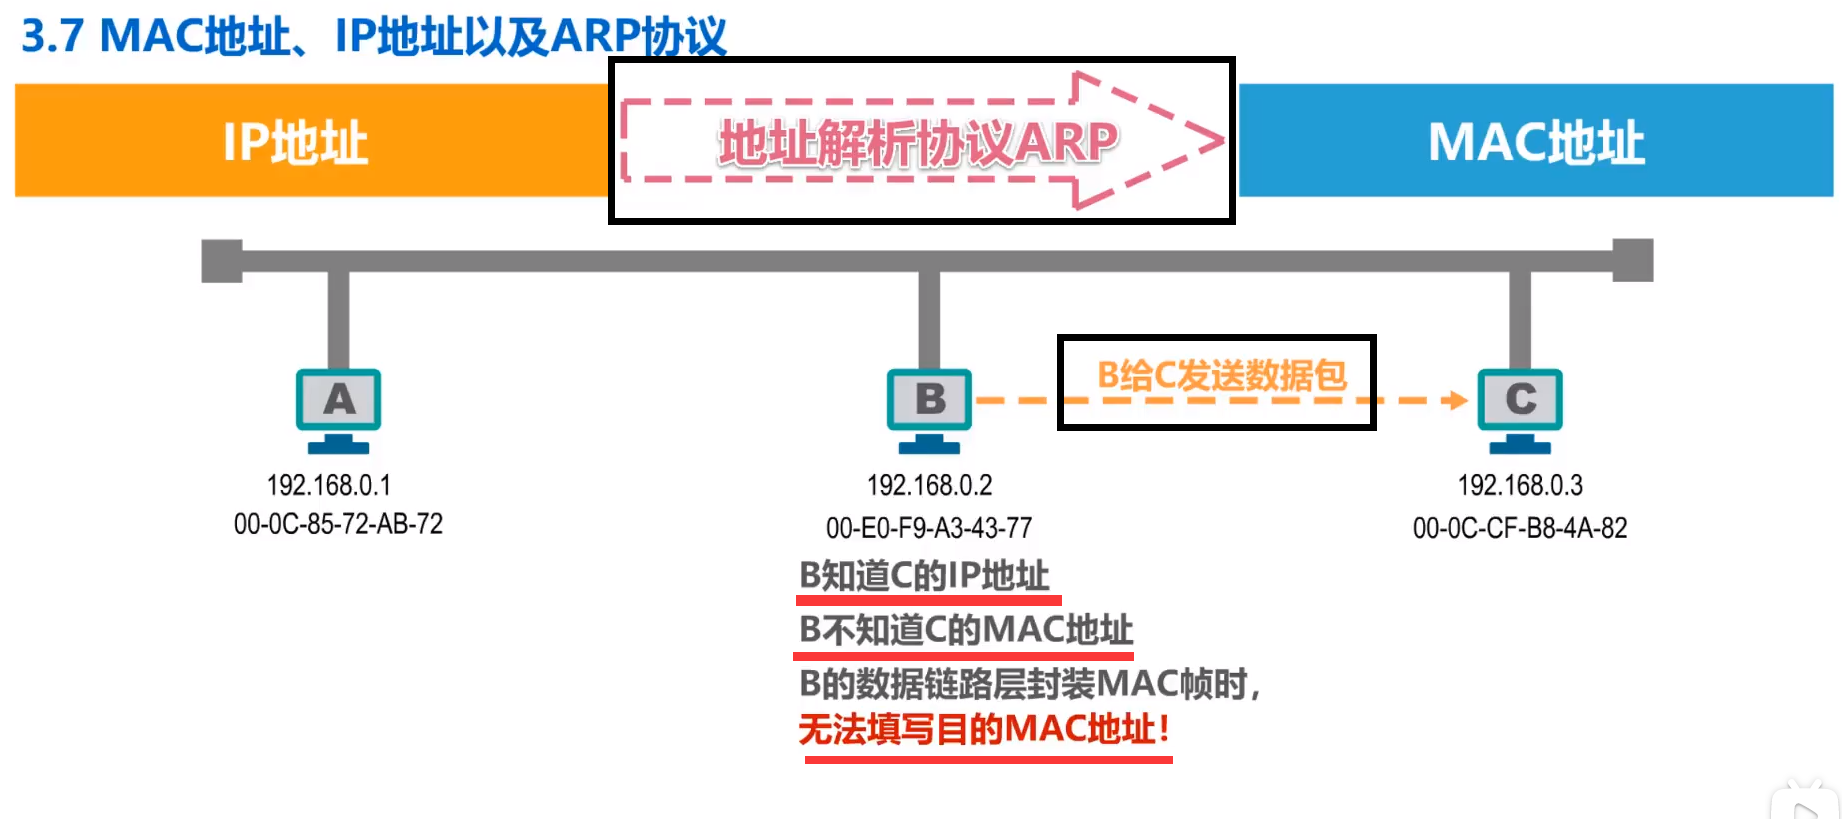 3.7 MAC地址、IP地址以及ARP协议
IP地址
地址解析协议ARP
MAC地址
B给C发送数据包
A
B
C
192.168.0.1
00-0C-85-72-AB-72
192.168.0.2
00-E0-F9-A3-43-77
192.168.0.3
00-0C-CF-B8-4A-82
B知道C的IP地址
B不知道C的MAC地址
B的数据链路层封装MAC帧时，
无法填写目的MAC地址！